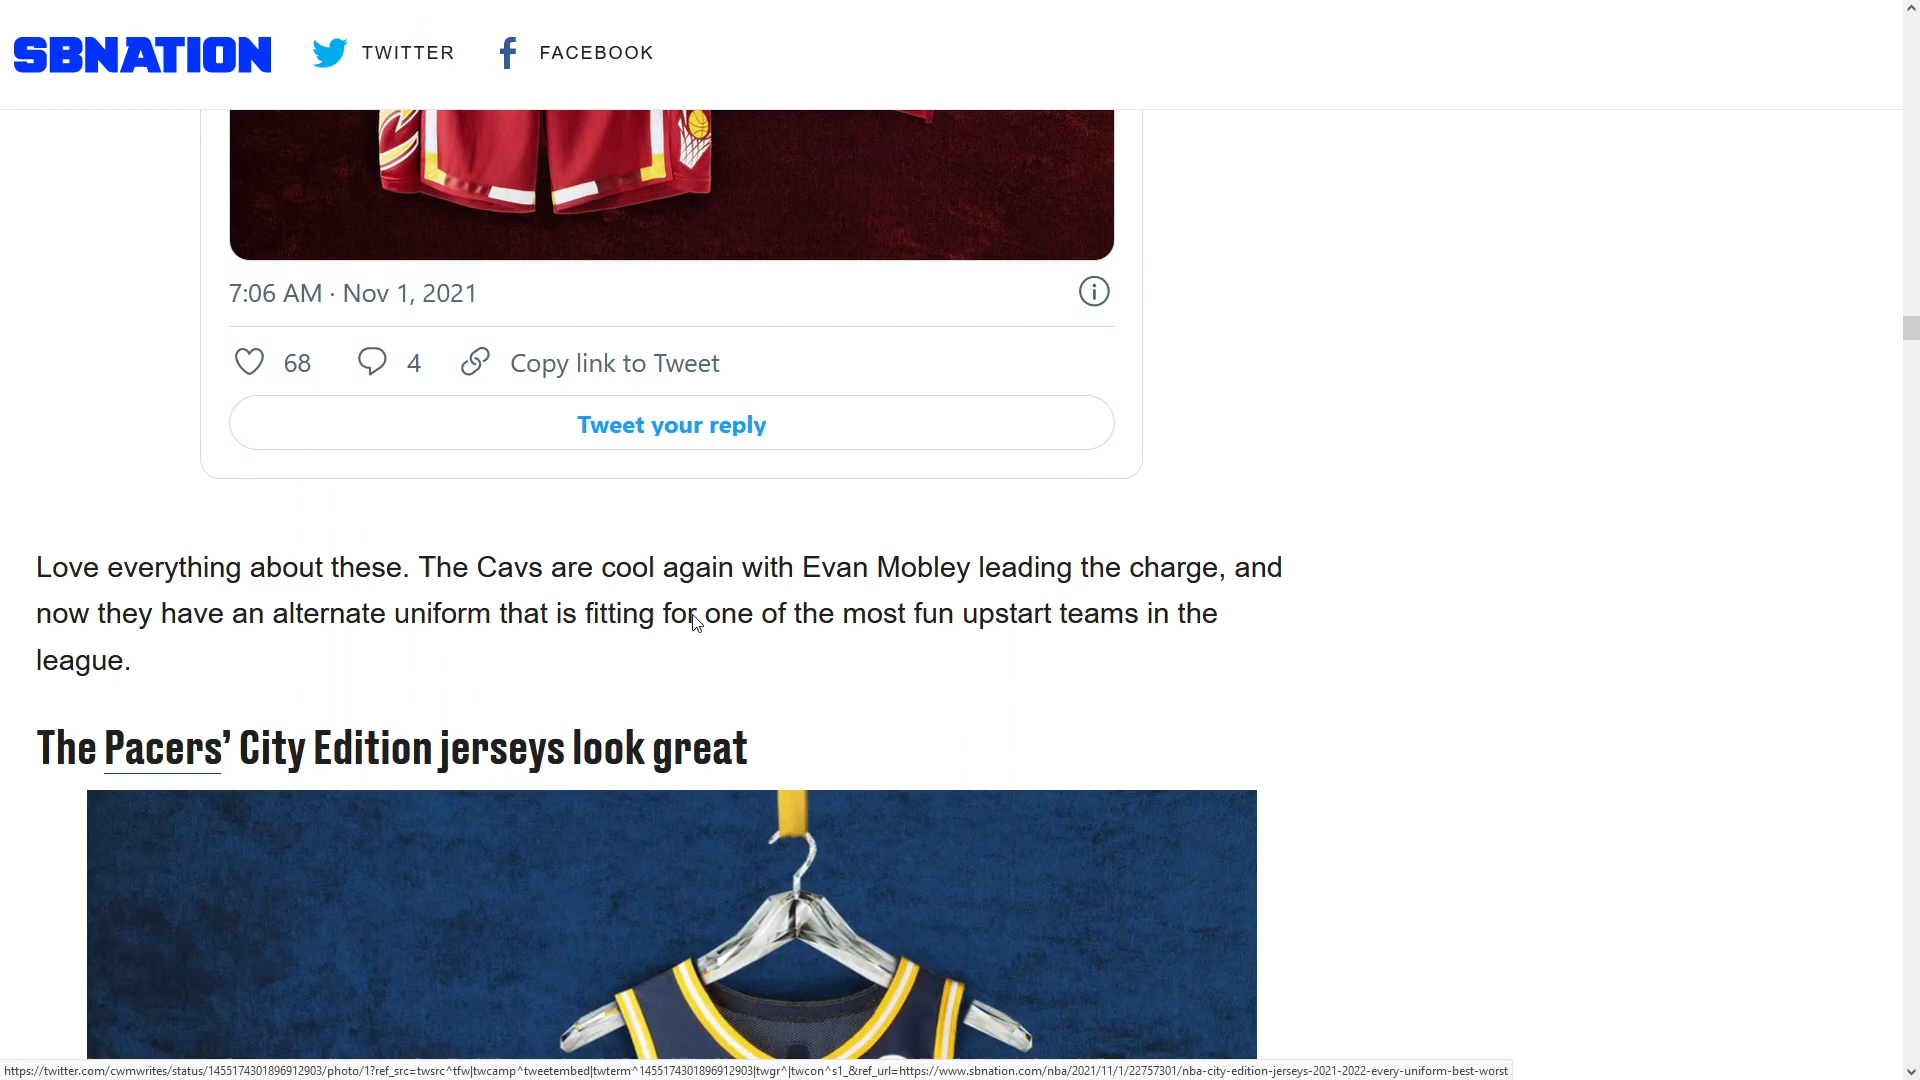 SBNATION
TWITTER
FACEBOOK
7:06 AM · Nov 1, 2021
68
4
Copy link to Tweet
Tweet your reply
Love everything about these. The Cavs are cool again with Evan Mobley leading the charge, and
now they have an alternate uniform that is fitting for one of the most fun upstart teams in the
league.
The Pacers’ City Edition jerseys look great
https://twitter.com/cwmwrites/status/1455174301896912903/photo/1?ref_src=twsrc^tfw|twcamp^tweetembed|twterm^1455174301896912903|twgr^|twcon^s1_&ref_url=https://www.sbnation.com/nba/2021/11/1/22757301/nba-city-edition-jerseys-2021-2022-every-uniform-best-worst